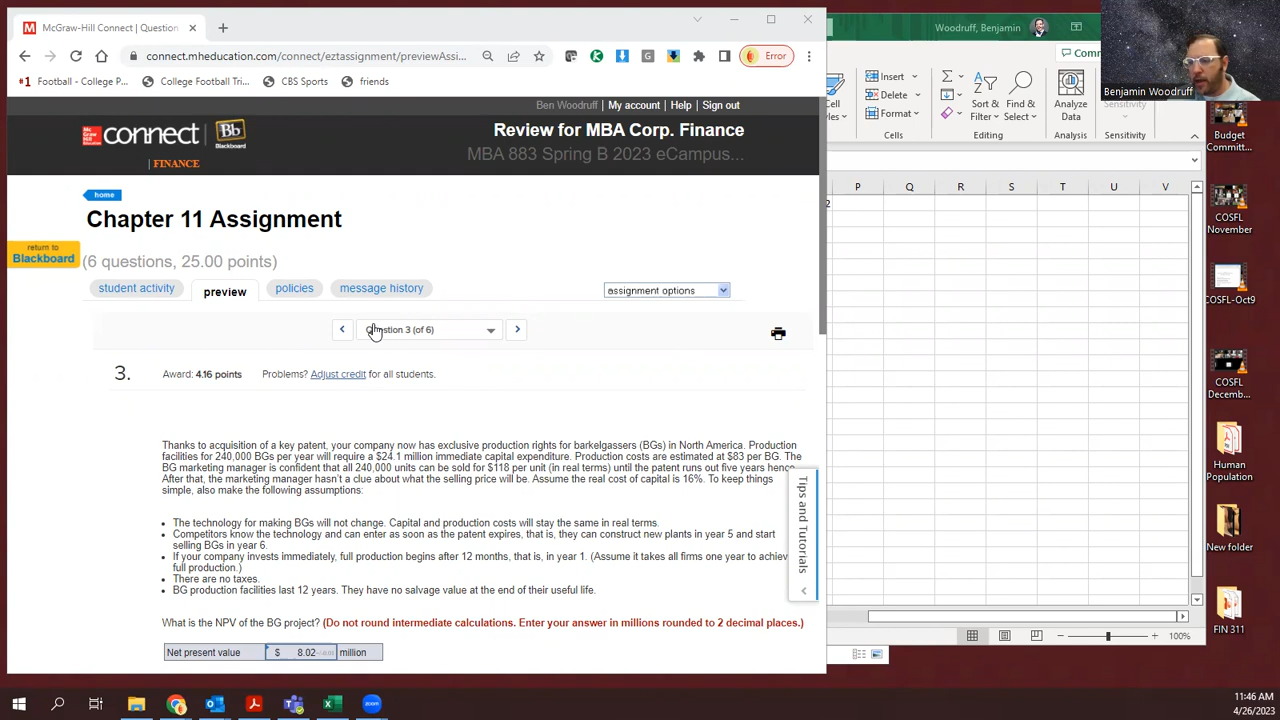 McGraw-Hill Connect | Question
Woodruff, Benjamin
connect.mheducation.com/connect/eztassignment/previewAssi...
Error
Comm
Football - College P...
College Football Tri...
CBS Sports
friends
Insert
Delete
Format
Cell
Styles
Cells
Sort &
Filter
Find &
Select
Editing
Analyze
Data
Analysis
Sensitivity
Sensitivity
Benjamin Woodruff
Ben Woodruff | My account | Help | Sign out
Mc
Graw
Hill
Education
connect
Bb
Blackboard
| FINANCE
Review for MBA Corp. Finance
MBA 883 Spring B 2023 eCampus...
home
Chapter 11 Assignment
return to
Blackboard
(6 questions, 25.00 points)
student activity
preview
policies
message history
assignment options
Question 3 (of 6)
3.
Award: 4.16 points
Problems? Adjust credit for all students.
Thanks to acquisition of a key patent, your company now has exclusive production rights for barkelgassers (BGs) in North America. Production
facilities for 240,000 BGs per year will require a $24.1 million immediate capital expenditure. Production costs are estimated at $83 per BG. The
BG marketing manager is confident that all 240,000 units can be sold for $118 per unit (in real terms) until the patent runs out five years hence.
After that, the marketing manager hasn't a clue about what the selling price will be. Assume the real cost of capital is 16%. To keep things
simple, also make the following assumptions:
• The technology for making BGs will not change. Capital and production costs will stay the same in real terms.
• Competitors know the technology and can enter as soon as the patent expires, that is, they can construct new plants in year 5 and start
selling BGs in year 6.
• If your company invests immediately, full production begins after 12 months, that is, in year 1. (Assume it takes all firms one year to achieve
full production.)
• There are no taxes.
• BG production facilities last 12 years. They have no salvage value at the end of their useful life.
What is the NPV of the BG project? (Do not round intermediate calculations. Enter your answer in millions rounded to 2 decimal places.)
Net present value $ 8.02 million
Tips and Tutorials
P Q R S T U V
2
100%
Budget
Committ...
COSFL
November
COSFL-Oct9
COSFL
Decemb...
Human
Population
New folder
FIN 311
zoom
11:46 AM
4/26/2023